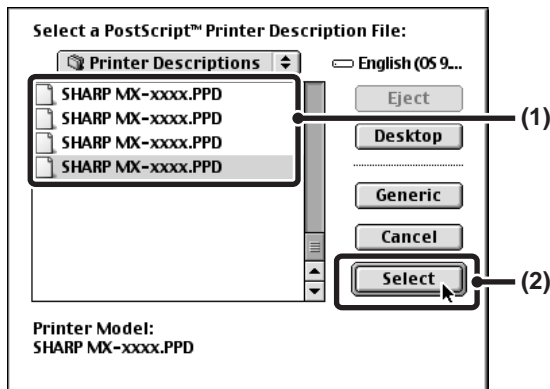 Select a PostScript™ Printer Description File:
Printer Descriptions
English (OS 9....
SHARP MX-xxxx.PPD
SHARP MX-xxxx.PPD
SHARP MX-xxxx.PPD
SHARP MX-xxxx.PPD
Eject
(1)
Desktop
Generic
Cancel
Select
(2)
Printer Model:
SHARP MX-xxxx.PPD